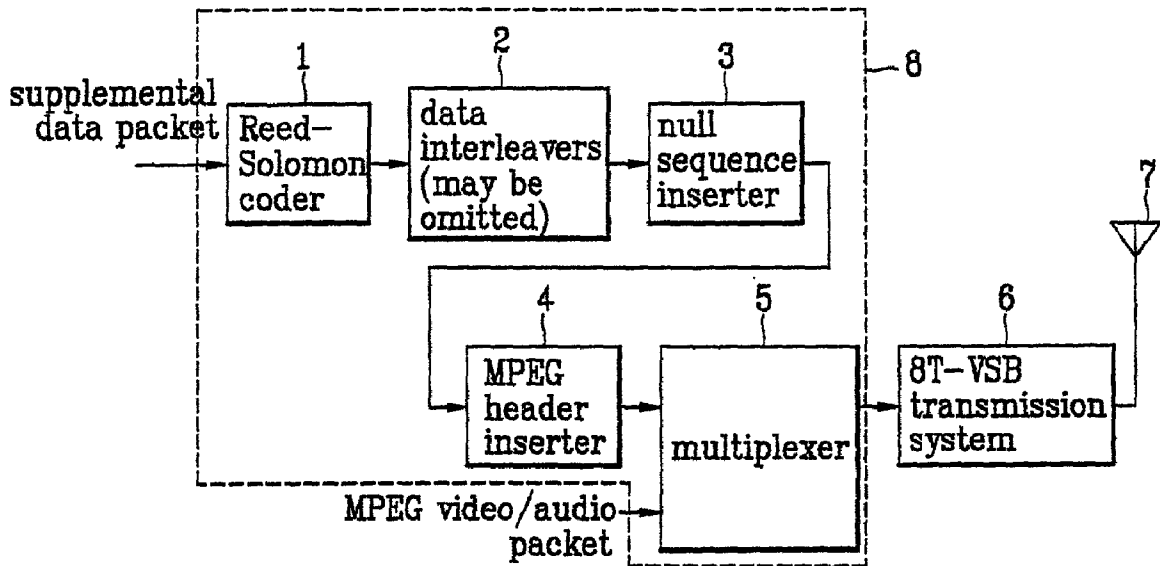 1
2
3
8
supplemental
data packet
Reed-
Solomon
coder
data
interleavers
(may be
omitted)
null
sequence
inserter
7
4
5
6
MPEG
header
inserter
multiplexer
8T-VSB
transmission
system
MPEG video/audio
packet